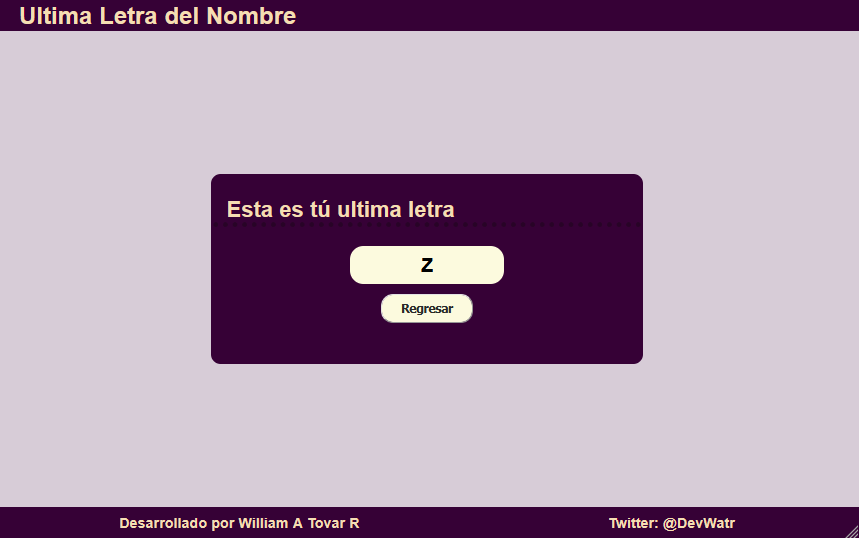 Ultima Letra del Nombre
Esta es tú ultima letra
z
Regresar
Desarrollado por William A Tovar R
Twitter: @DevWatr